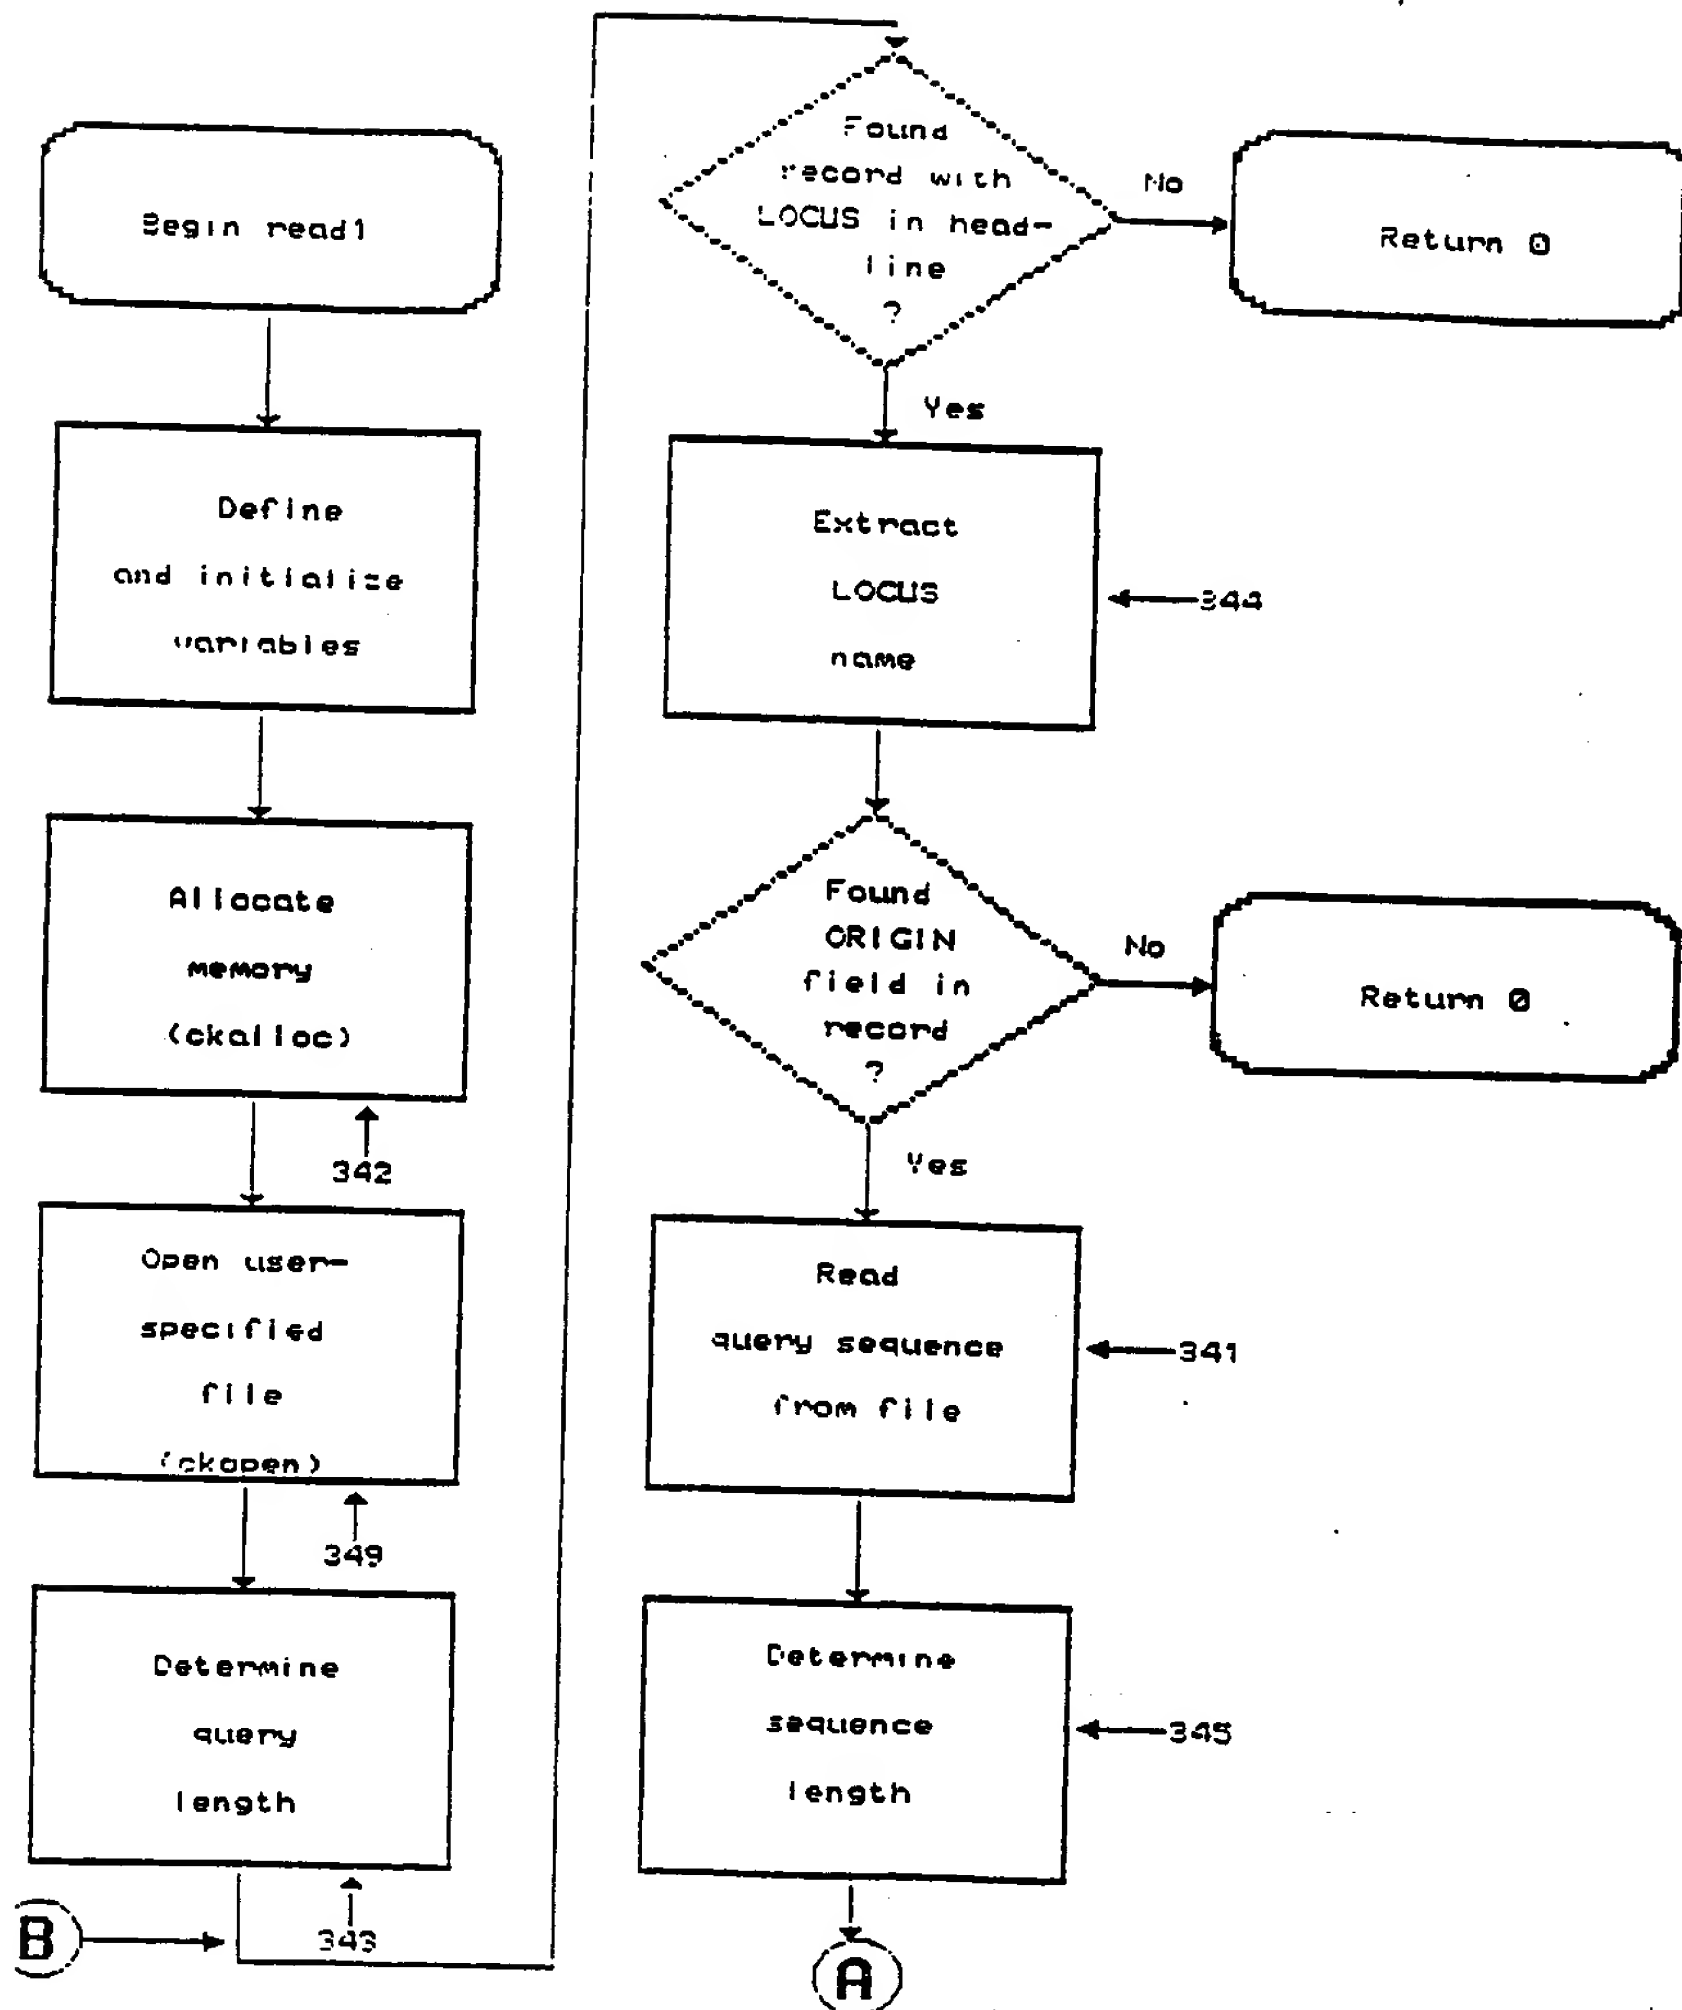 Begin read1
Define
and initialize
variables
Allocate
memory
(ckalloc)
342
Open user-
specified
file
(ckopen)
349
Determine
query
length
343
B
Found
record with
LOCUS in head-
line
?
No
Return 0
Yes
Extract
LOCUS
name
344
Found
ORIGIN
field in
record
?
No
Return 0
Yes
Read
query sequence
from file
341
Determine
sequence
length
345
A